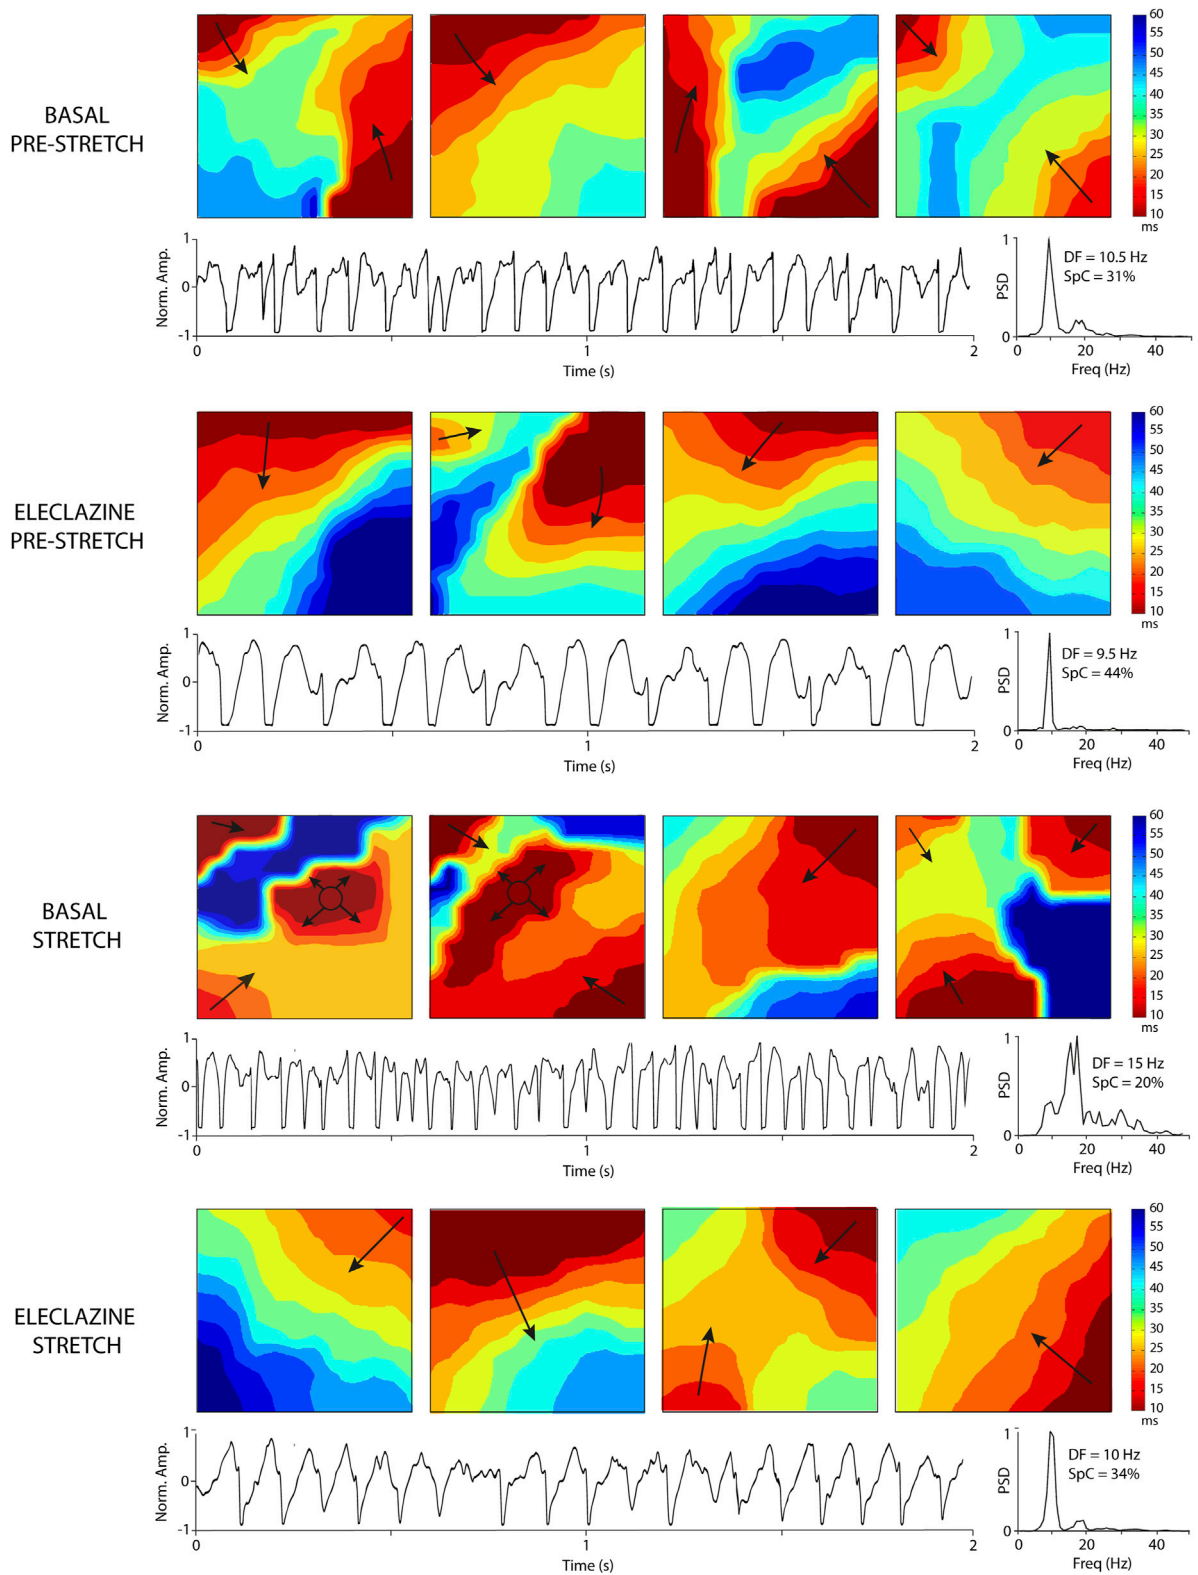 BASAL
PRE-STRETCH
60
55
50
45
40
35
30
25
20
15
10
ms
Norm. Amp.
1
0
-1
0
1
2
Time (s)
PSD
1
0
DF = 10.5 Hz
SpC = 31%
0
20
40
Freq (Hz)
ELECLAZINE
PRE-STRETCH
60
55
50
45
40
35
30
25
20
15
10
ms
Norm. Amp.
1
0
-1
0
1
2
Time (s)
PSD
1
0
DF = 9.5 Hz
SpC = 44%
0
20
40
Freq (Hz)
BASAL
STRETCH
60
55
50
45
40
35
30
25
20
15
10
ms
Norm. Amp.
1
0
-1
0
1
2
Time (s)
PSD
1
0
DF = 15 Hz
SpC = 20%
0
20
40
Freq (Hz)
ELECLAZINE
STRETCH
60
55
50
45
40
35
30
25
20
15
10
ms
Norm. Amp.
1
0
-1
0
1
2
Time (s)
PSD
1
0
DF = 10 Hz
SpC = 34%
0
20
40
Freq (Hz)